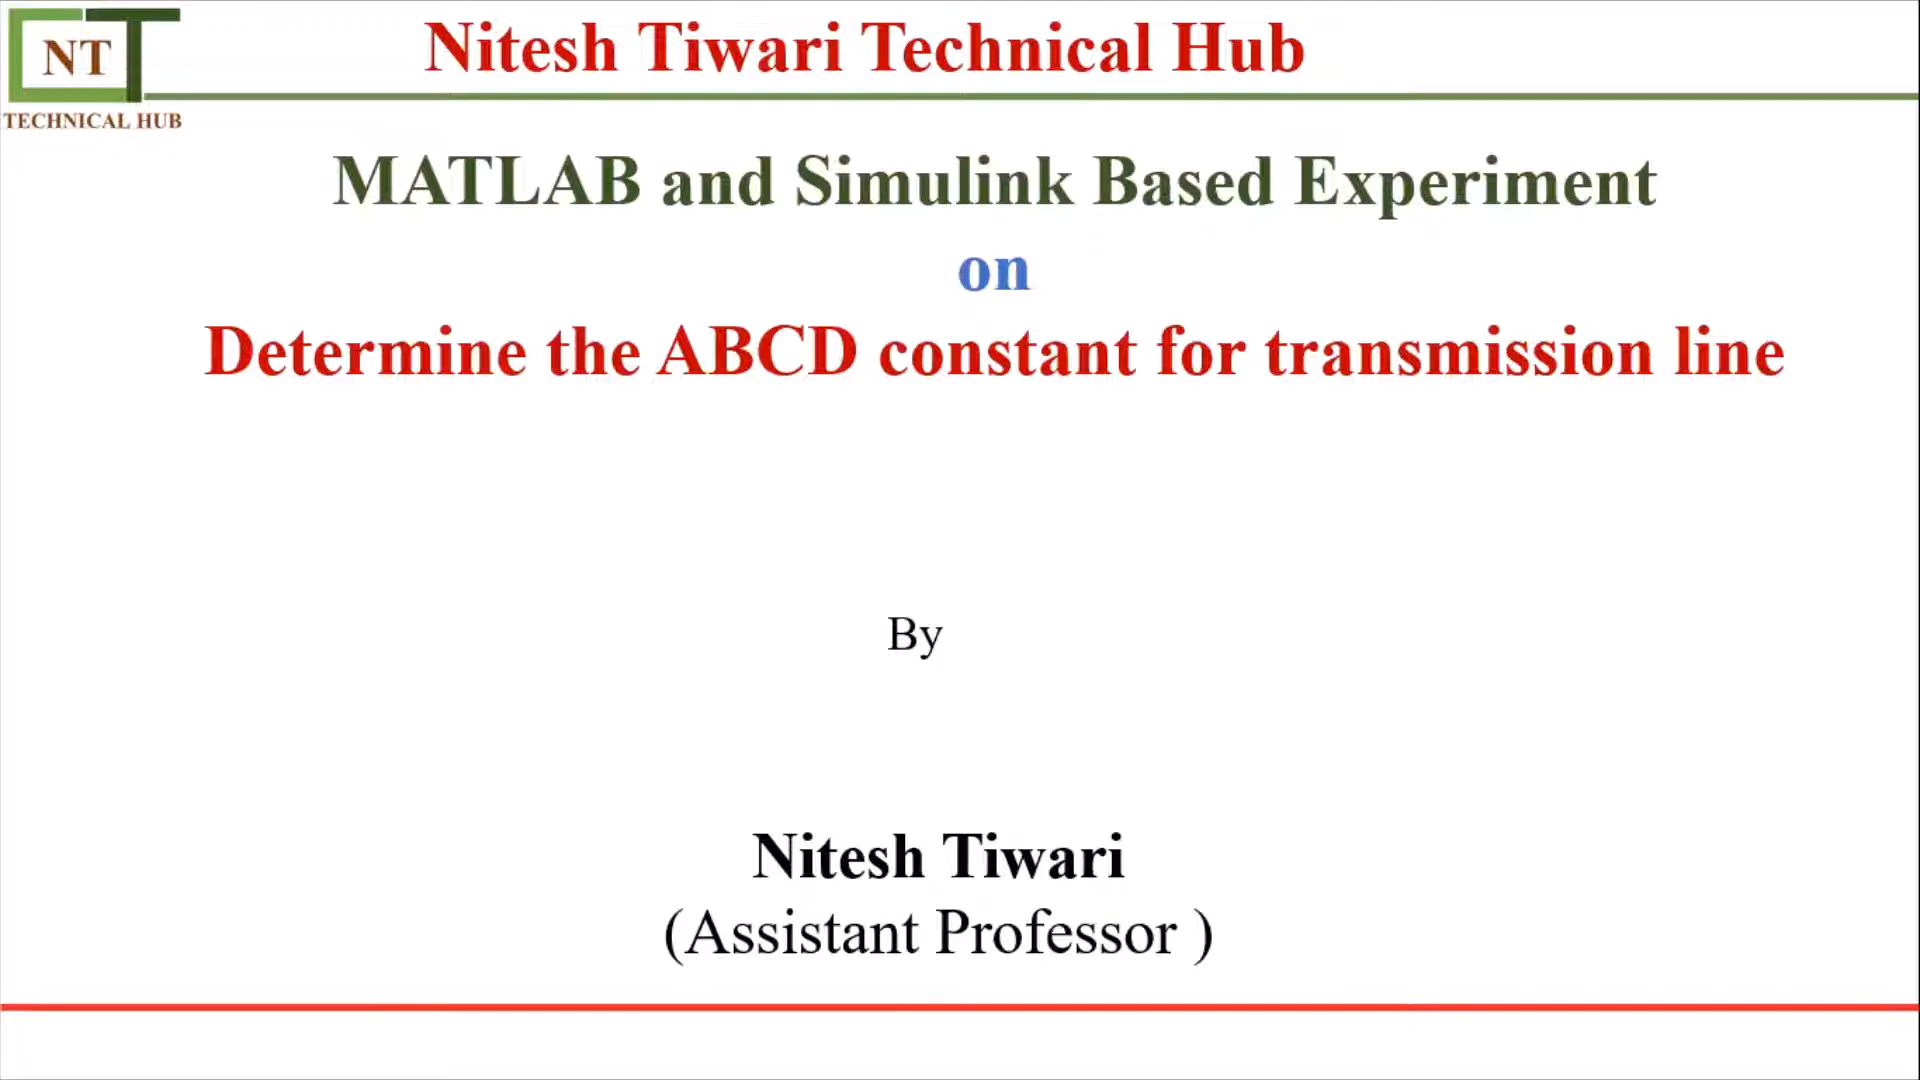 NT
TECHNICAL HUB
Nitesh Tiwari Technical Hub
MATLAB and Simulink Based Experiment
on
Determine the ABCD constant for transmission line
By
Nitesh Tiwari
(Assistant Professor )